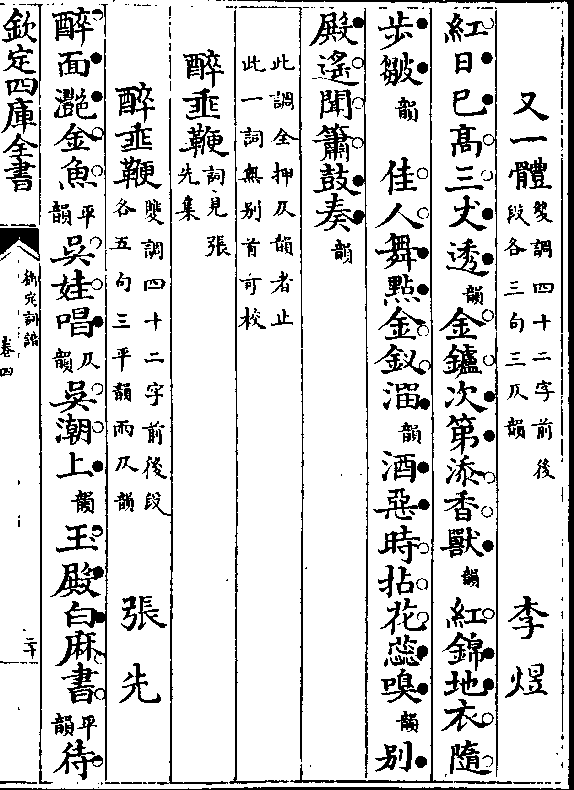 又一體 雙調四十二字前後段各三句三仄韻 李煜
紅日已高三丈透韻金鑪次第添香獸韻紅錦地衣隨
步皺韻 佳人舞點金釵溜韻酒惡時拈花蕊嗅韻別
殿遙聞簫鼓奏韻
此調全押仄韻者止
此一詞無别首可校
醉垂鞭 詞見張先集
醉垂鞭 雙調四十二字前後段各五句三平韻兩仄韻 張先
醉面灧金魚平韻吳娃唱仄韻吳潮上韻玉殿白麻書平韻待
欽定四庫全書
欽定詞譜
卷四
二十